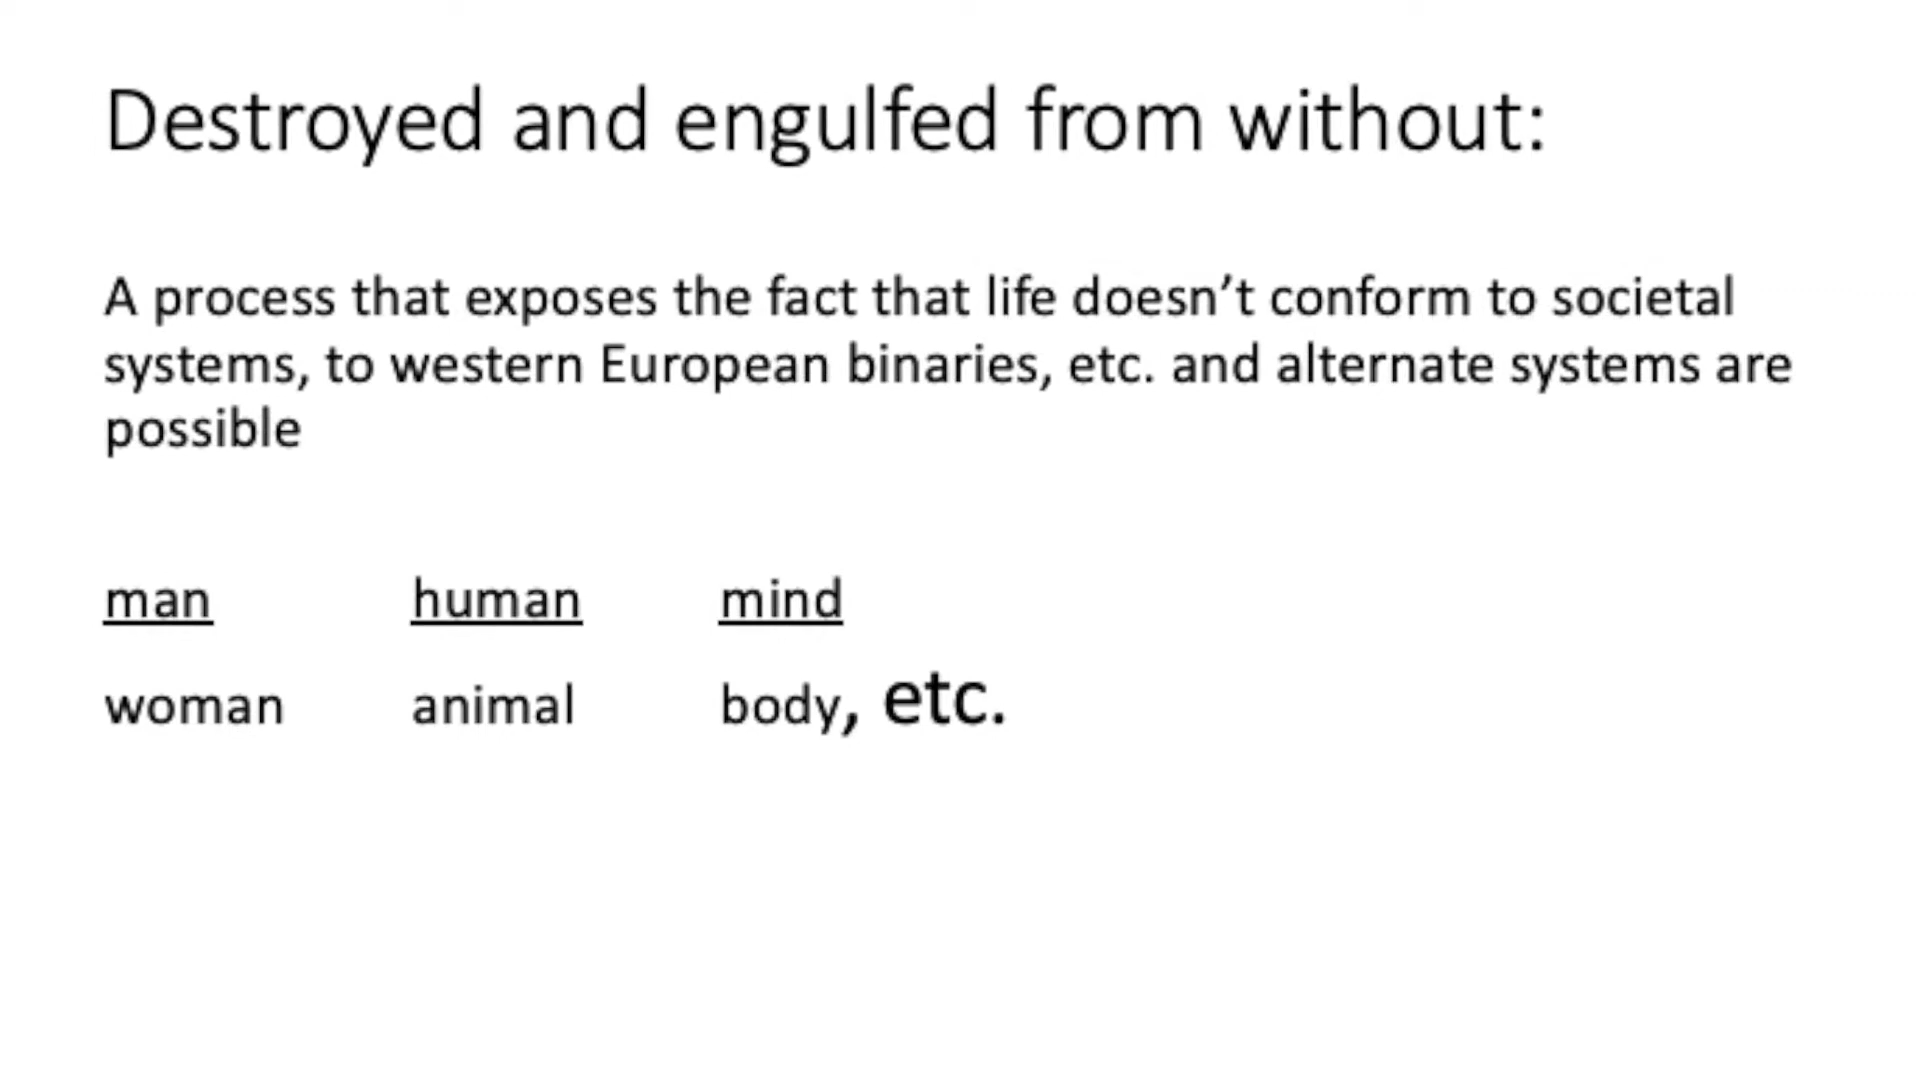 Destroyed and engulfed from without:
A process that exposes the fact that life doesn’t conform to societal
systems, to western European binaries, etc. and alternate systems are
possible
man human mind
woman animal body, etc.